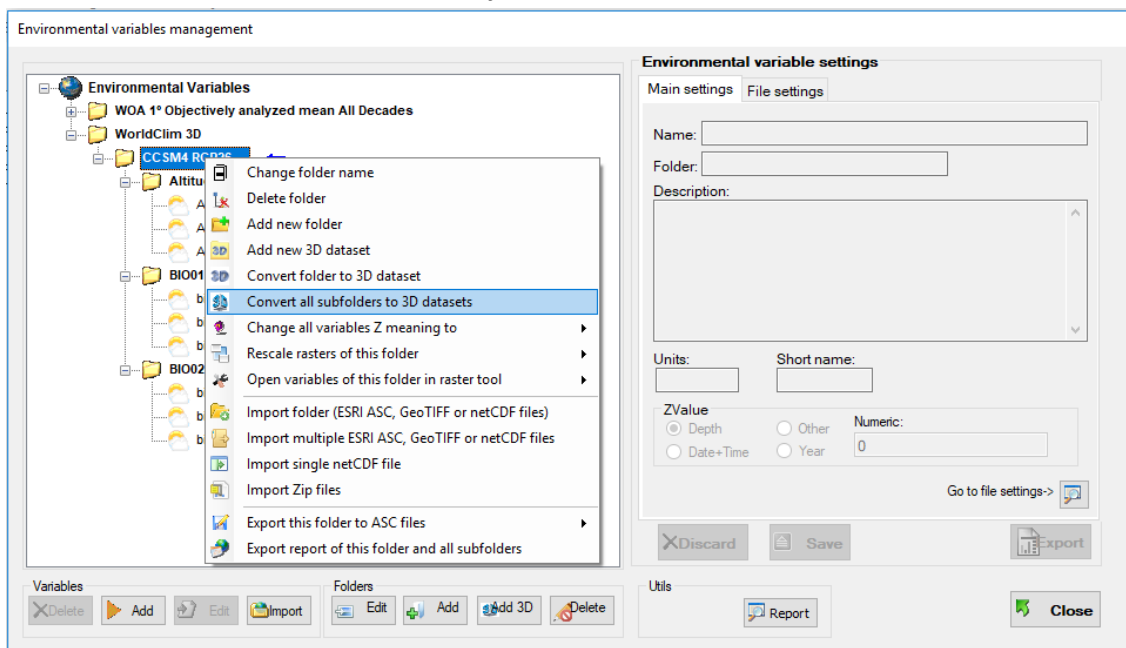 Environmental variables management
Environmental Variables
WOA 1º Objectively analyzed mean All Decades
WorldClim 3D
CCSM4 RCP26
Altitu
A
A
A
BIO01
b
b
b
BIO02
b
b
b
Change folder name
Delete folder
Add new folder
Add new 3D dataset
Convert folder to 3D dataset
Convert all subfolders to 3D datasets
Change all variables Z meaning to
Rescale rasters of this folder
Open variables of this folder in raster tool
Import folder (ESRI ASC, GeoTIFF or netCDF files)
Import multiple ESRI ASC, GeoTIFF or netCDF files
Import single netCDF file
Import Zip files
Export this folder to ASC files
Export report of this folder and all subfolders
Environmental variable settings
Main settings File settings
Name:
Folder:
Description:
Units: Short name:
ZValue
Depth Other Numeric:
Date+Time Year 0
Go to file settings->
Discard Save Export
Variables Folders Utils
Delete Add Edit Import Edit Add Add 3D Delete Report Close